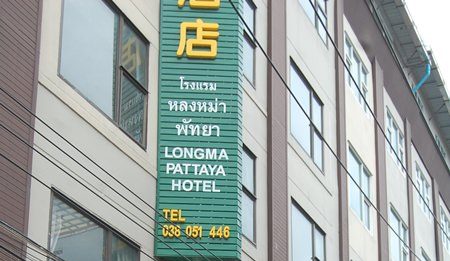 店
โรงแรม
หลงหม่า
พัทยา
LONGMA
PATTAYA
HOTEL
TEL
038 051 446